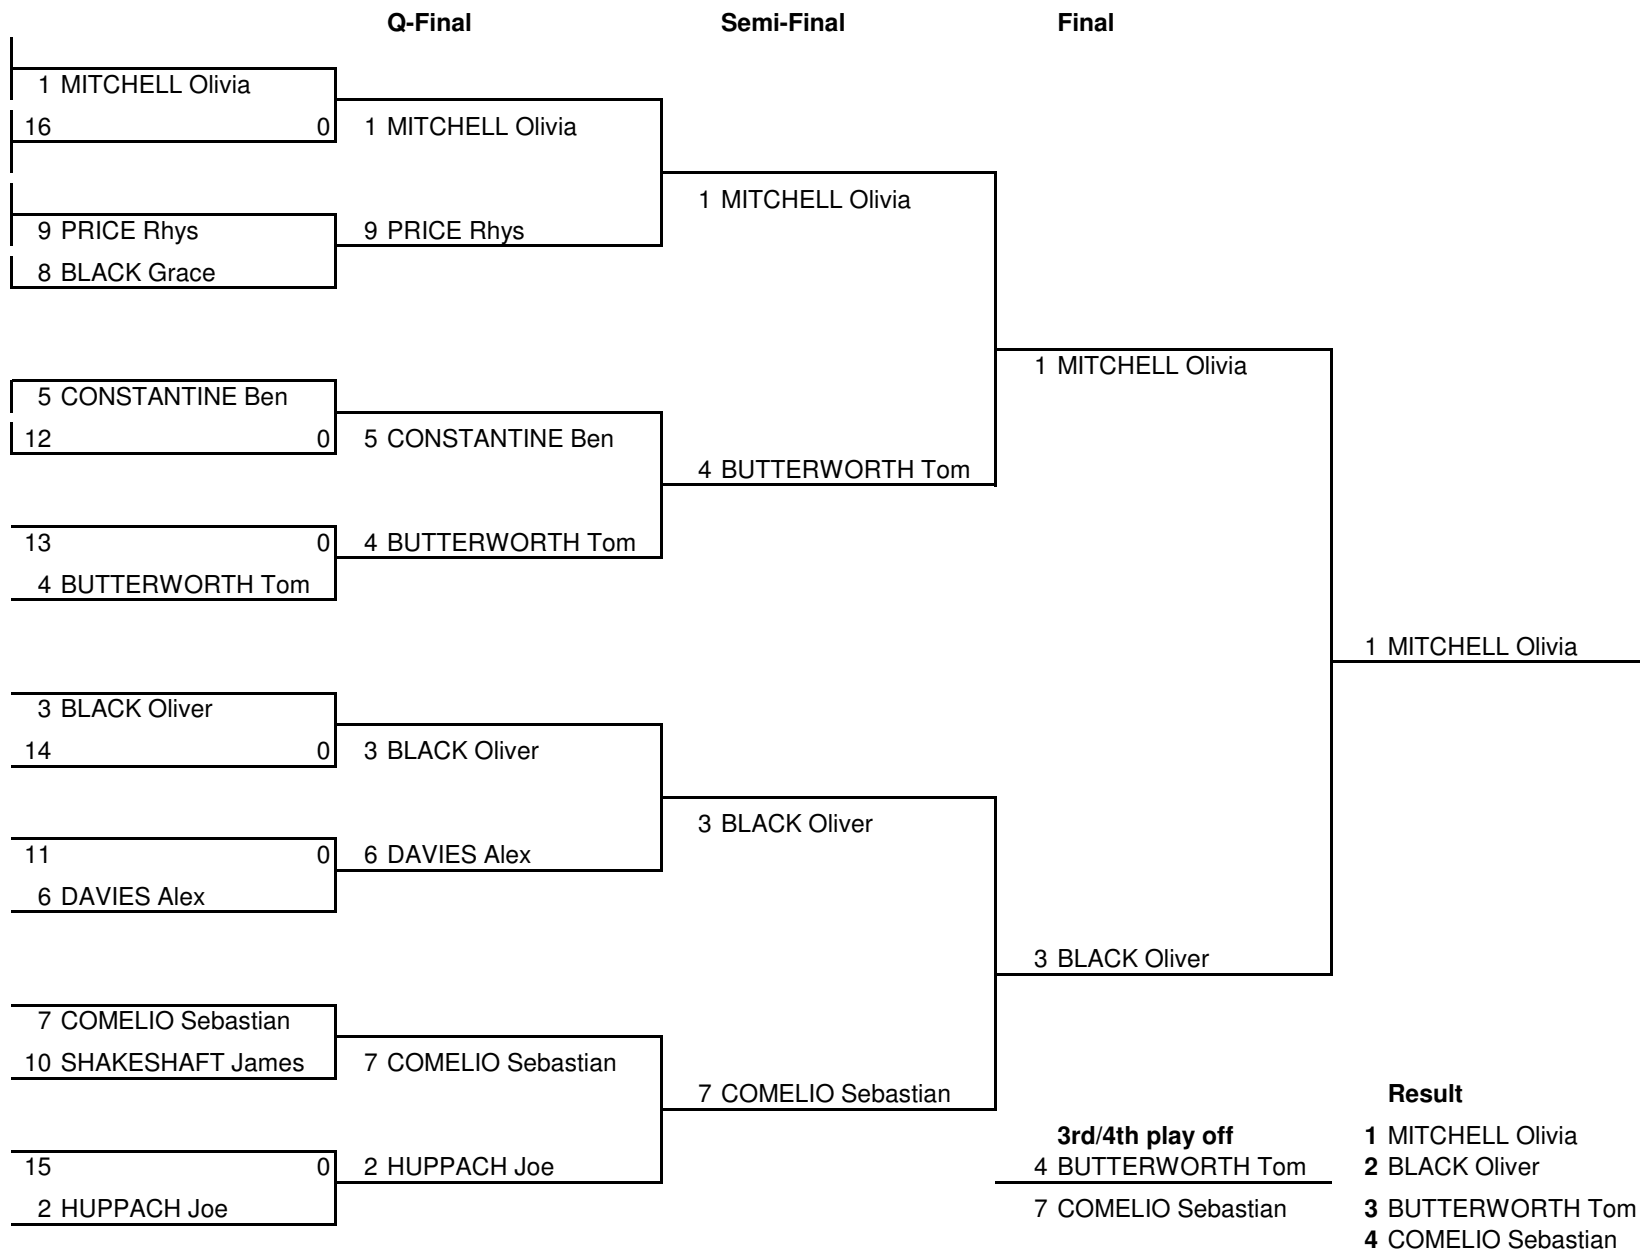 Q-Final Semi-Final Final
1 MITCHELL Olivia
16 0 1 MITCHELL Olivia
1 MITCHELL Olivia
9 PRICE Rhys 9 PRICE Rhys
8 BLACK Grace
1 MITCHELL Olivia
5 CONSTANTINE Ben
12 0 5 CONSTANTINE Ben
4 BUTTERWORTH Tom
13 0 4 BUTTERWORTH Tom
4 BUTTERWORTH Tom
1 MITCHELL Olivia
3 BLACK Oliver
14 0 3 BLACK Oliver
3 BLACK Oliver
11 0 6 DAVIES Alex
6 DAVIES Alex
3 BLACK Oliver
7 COMELIO Sebastian
10 SHAKESHAFT James 7 COMELIO Sebastian
7 COMELIO Sebastian Result
3rd/4th play off 1 MITCHELL Olivia
15 0 2 HUPPACH Joe 4 BUTTERWORTH Tom 2 BLACK Oliver
2 HUPPACH Joe 7 COMELIO Sebastian 3 BUTTERWORTH Tom
4 COMELIO Sebastian